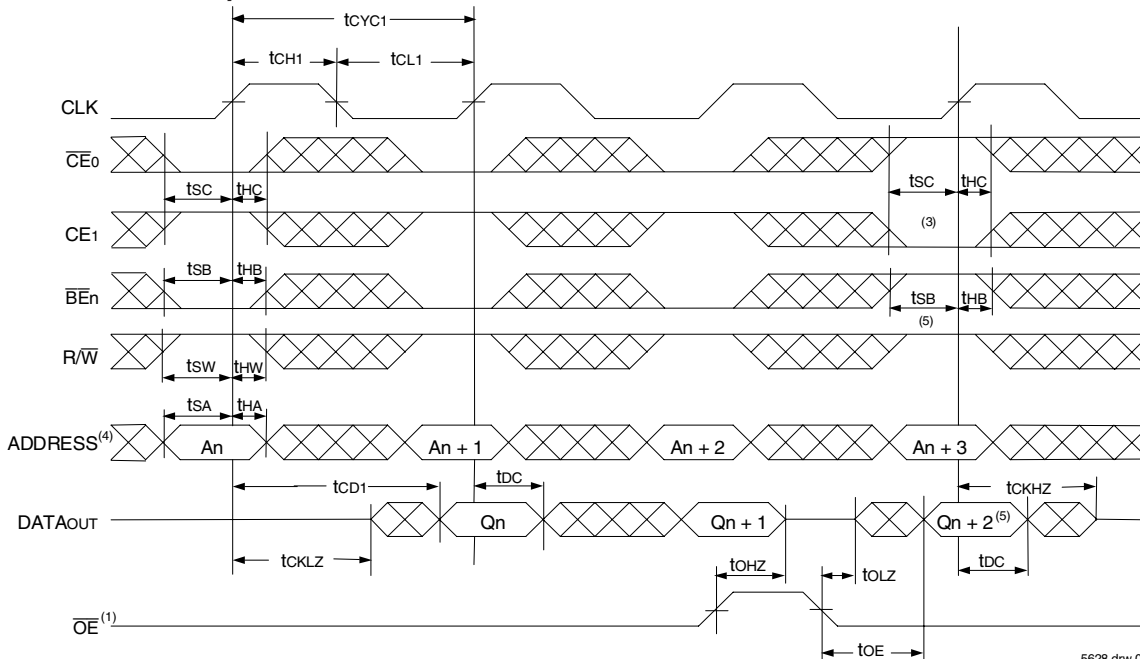 tCYC1
tCH1 tCL1
CLK
CE0
tSC tHC tSC tHC
CE1 (3)
tSB tHB tSB tHB
BEn (5)
R/W
tSW tHW
tSA tHA
ADDRESS(4) An An + 1 An + 2 An + 3
tCD1 tDC tCKHZ
DATAOUT Qn Qn + 1 Qn + 2(5)
tCKLZ tOHZ tOLZ tDC
OE(1)
tOE